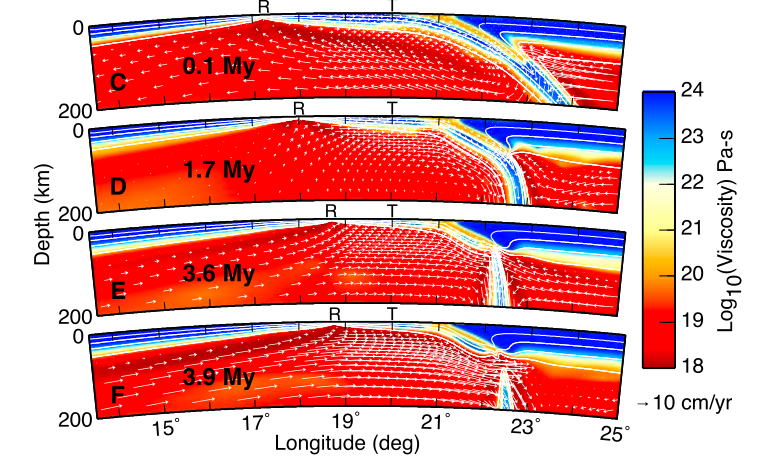 R T
0
C 0.1 My
200
R T
0
D 1.7 My
200
R T
0
E 3.6 My
200
R T
0
F 3.9 My
200
15° 17° 19° 21° 23° 25°
Longitude (deg)
Depth (km)
24
23
22
21
20
19
18
Log10(Viscosity) Pa-s
→10 cm/yr